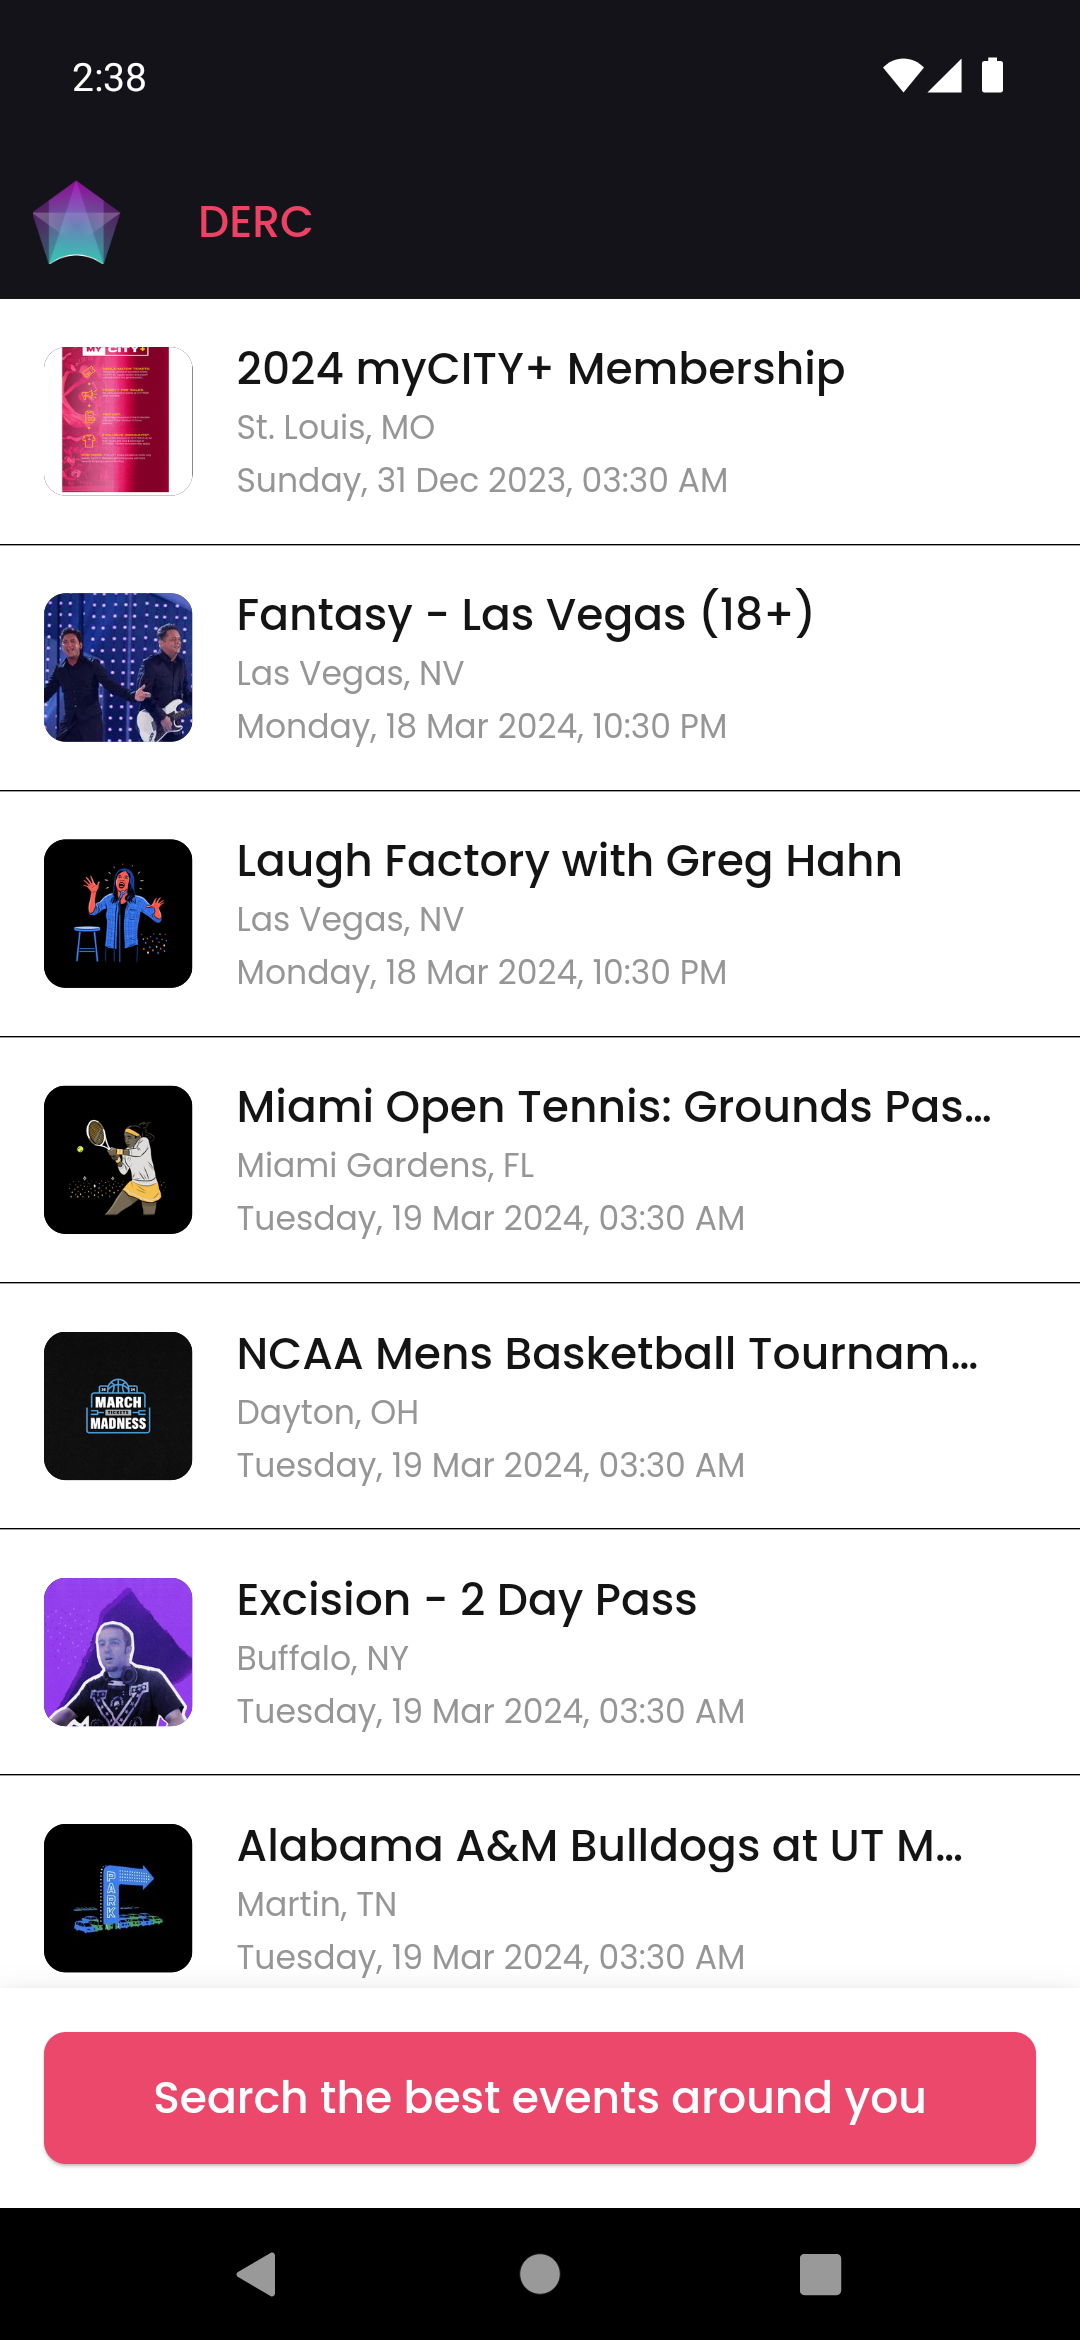 2:38
DERC
MY CITY+
2024 myCITY+ Membership
St. Louis, MO
Sunday, 31 Dec 2023, 03:30 AM
Fantasy - Las Vegas (18+)
Las Vegas, NV
Monday, 18 Mar 2024, 10:30 PM
Laugh Factory with Greg Hahn
Las Vegas, NV
Monday, 18 Mar 2024, 10:30 PM
Miami Open Tennis: Grounds Pas...
Miami Gardens, FL
Tuesday, 19 Mar 2024, 03:30 AM
MARCH
TICKETS
MADNESS
NCAA Mens Basketball Tournam...
Dayton, OH
Tuesday, 19 Mar 2024, 03:30 AM
Excision - 2 Day Pass
Buffalo, NY
Tuesday, 19 Mar 2024, 03:30 AM
PARK
Alabama A&M Bulldogs at UT M...
Martin, TN
Tuesday, 19 Mar 2024, 03:30 AM
Search the best events around you